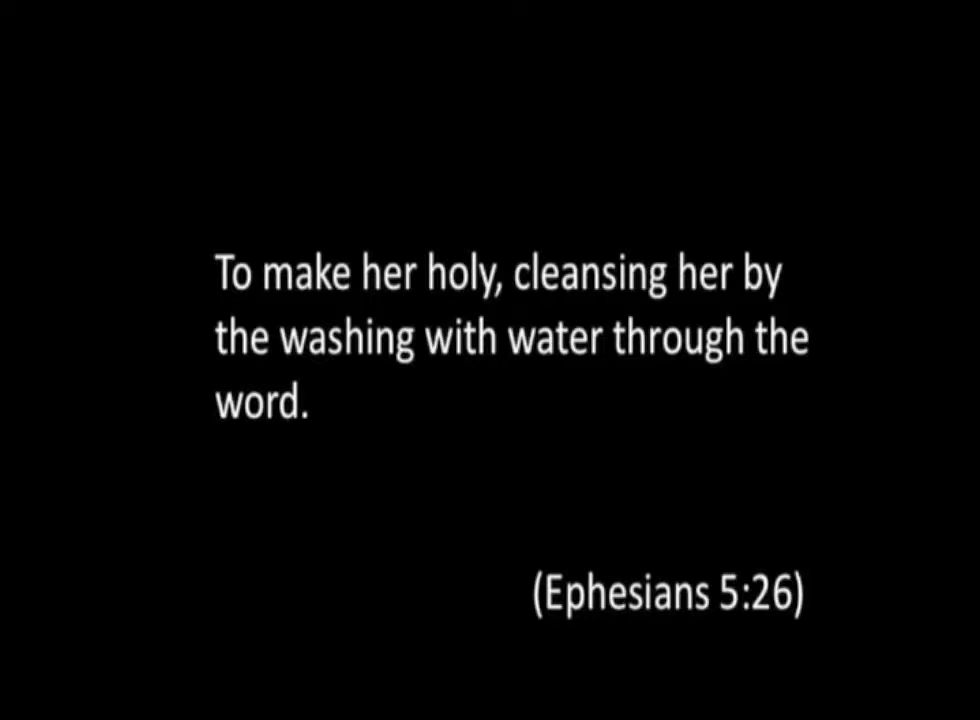 To make her holy, cleansing her by
the washing with water through the
word.
(Ephesians 5:26)